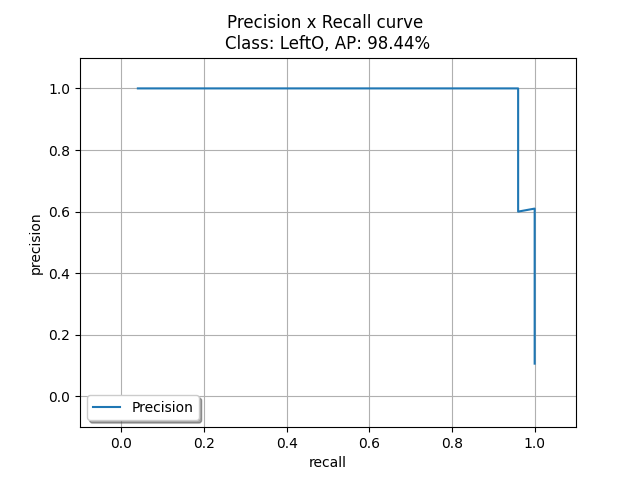 Precision x Recall curve
Class: LeftO, AP: 98.44%
precision
1.0
0.8
0.6
0.4
0.2
0.0
Precision
0.0 0.2 0.4 0.6 0.8 1.0
recall